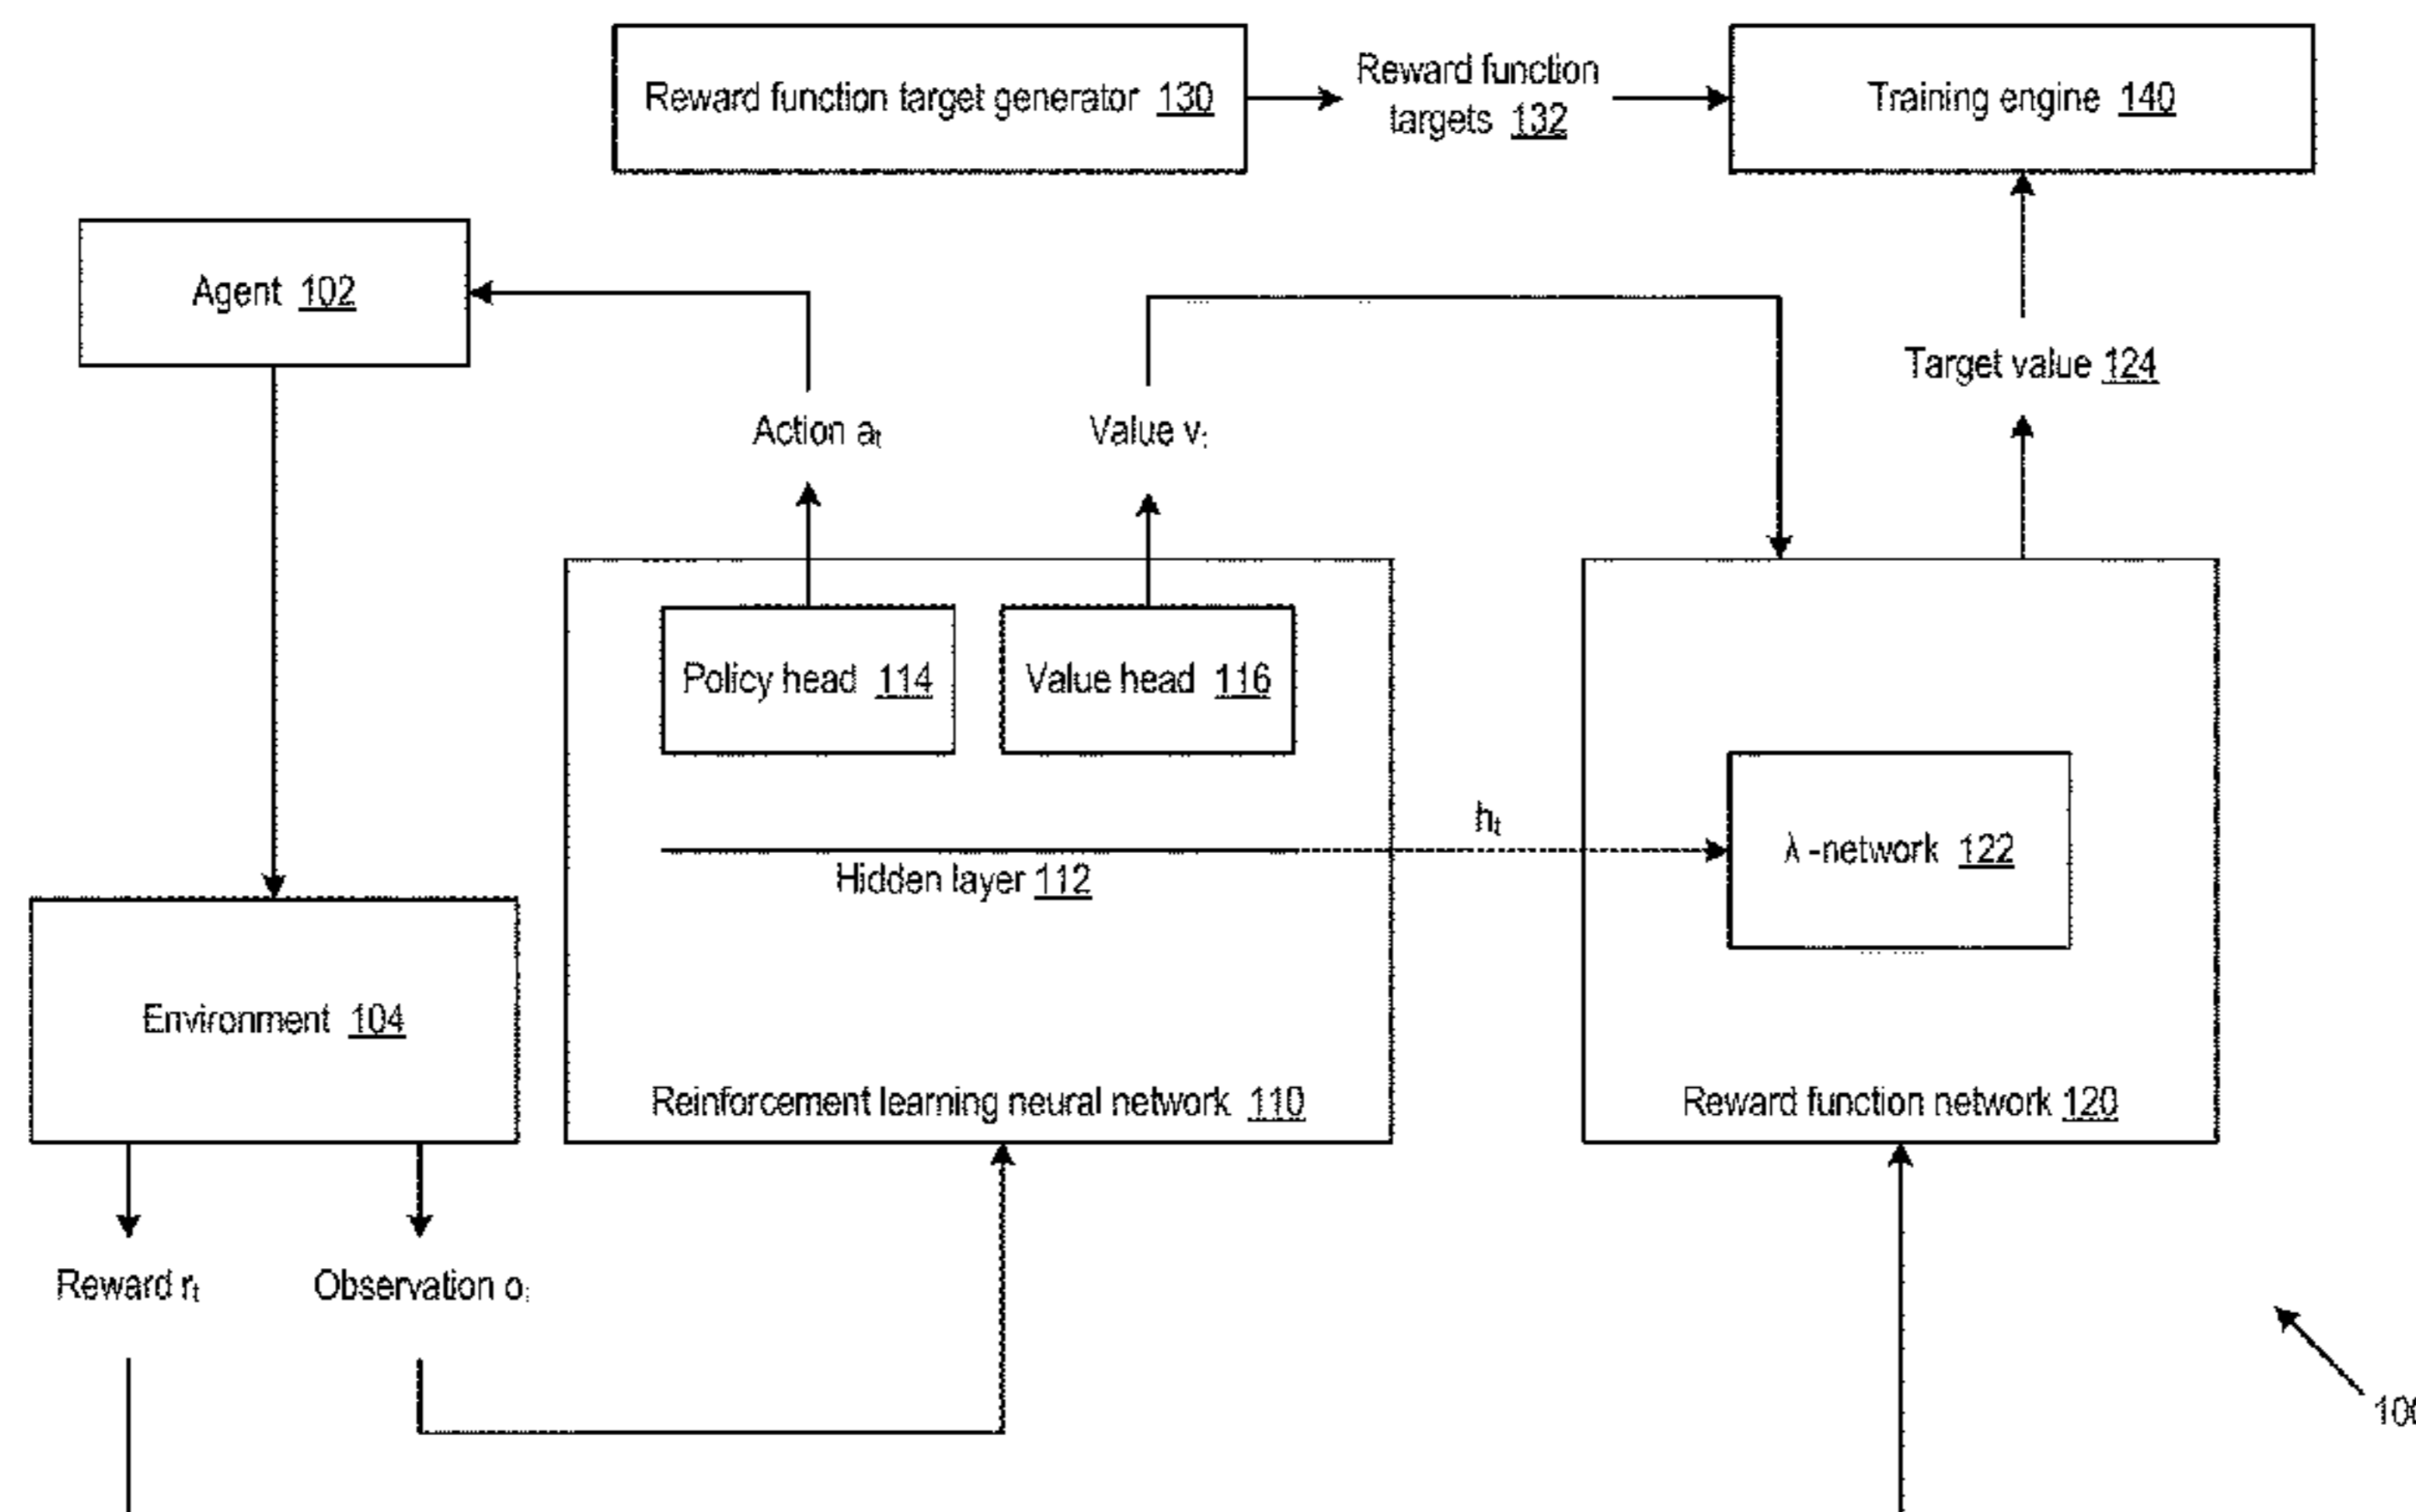 Reward function target generator 130
Reward function
targets 132
Training engine 140
Agent 102
Target value 124
Action aₜ
Value vₜ
Policy head 114
Value head 116
hₜ
λ -network 122
Hidden layer 112
Environment 104
Reinforcement learning neural network 110
Reward function network 120
Reward rₜ
Observation oₜ